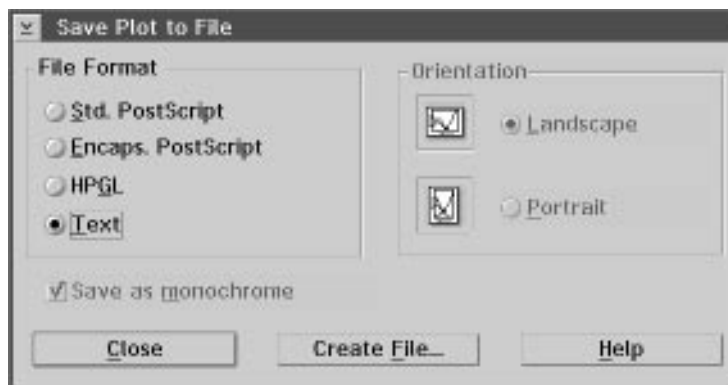 Save Plot to File
File Format
Std. PostScript
Encaps. PostScript
HPGL
Text
Orientation
Landscape
Portrait
Save as monochrome
Close
Create File...
Help